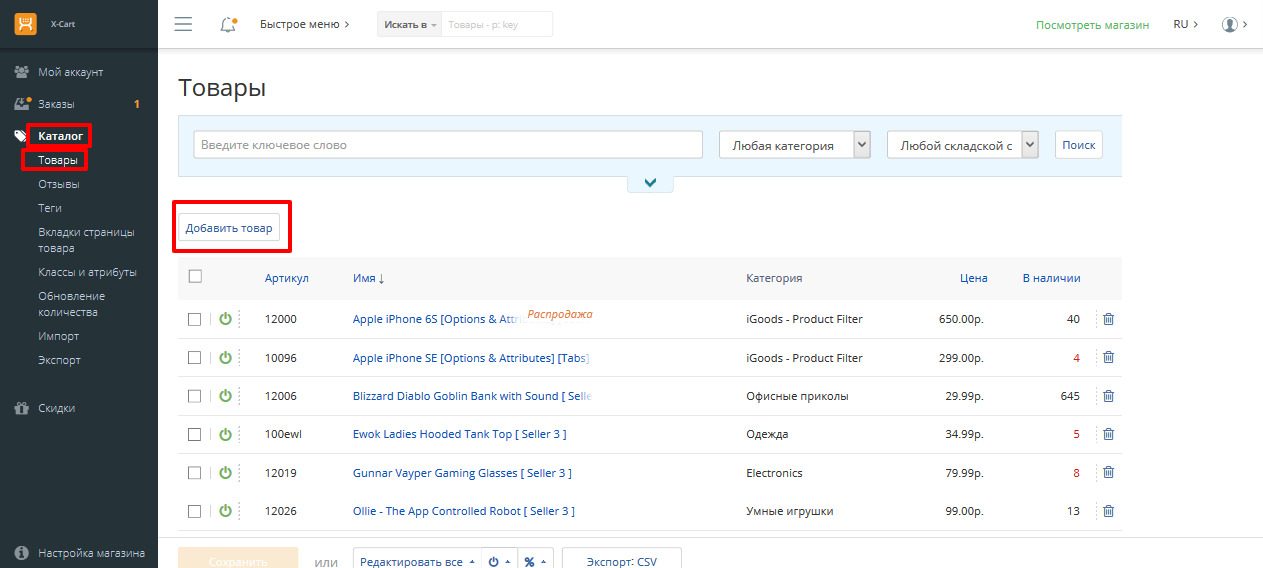 X-Cart
Быстрое меню
Искать в
Товары - p: key
Посмотреть магазин
RU
Мой аккаунт
Заказы 1
Каталог
Товары
Отзывы
Теги
Вкладки страницы
товара
Классы и атрибуты
Обновление
количества
Импорт
Экспорт
Скидки
Настройка магазина
Товары
Введите ключевое слово
Любая категория
Любой складской с
Поиск
Добавить товар
Артикул Имя ↓ Категория Цена В наличии
12000 Apple iPhone 6S [Options & Attr Распродажа iGoods - Product Filter 650.00р. 40
10096 Apple iPhone SE [Options & Attributes] [Tabs] iGoods - Product Filter 299.00р. 4
12006 Blizzard Diablo Goblin Bank with Sound [ Selle Офисные приколы 29.99р. 645
100ewl Ewok Ladies Hooded Tank Top [ Seller 3 ] Одежда 34.99р. 5
12019 Gunnar Vayper Gaming Glasses [ Seller 3 ] Electronics 79.99р. 8
12026 Ollie - The App Controlled Robot [ Seller 3 ] Умные игрушки 99.00р. 13
Сохранить или Редактировать все % Экспорт: CSV